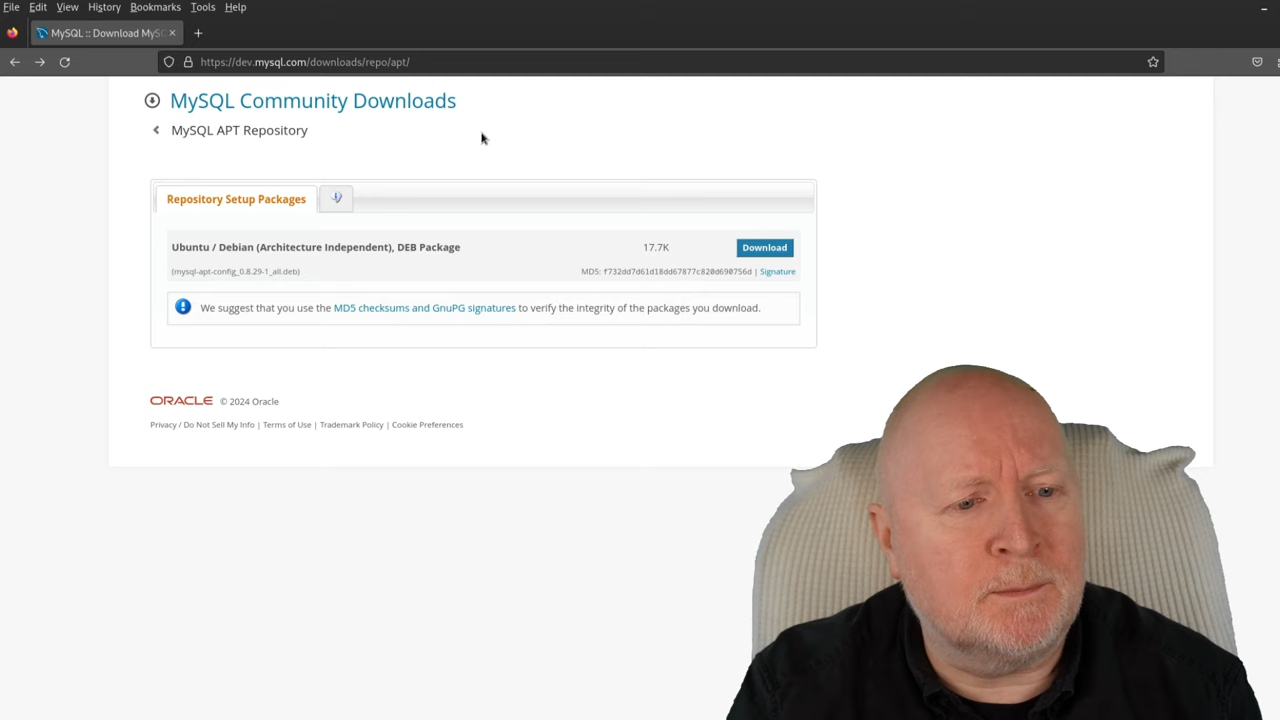 File Edit View History Bookmarks Tools Help
MySQL :: Download MySQ
https://dev.mysql.com/downloads/repo/apt/
MySQL Community Downloads
MySQL APT Repository
Repository Setup Packages
Ubuntu / Debian (Architecture Independent), DEB Package 17.7K Download
(mysql-apt-config_0.8.29-1_all.deb) MD5: f732dd7d61d18dd67877c820d690756d | Signature
We suggest that you use the MD5 checksums and GnuPG signatures to verify the integrity of the packages you download.
ORACLE © 2024 Oracle
Privacy / Do Not Sell My Info | Terms of Use | Trademark Policy | Cookie Preferences